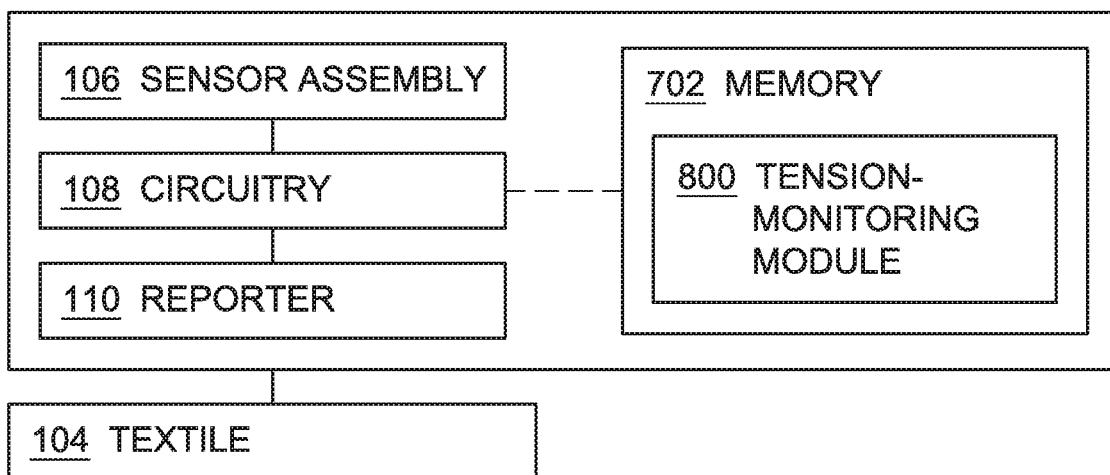 106 SENSOR ASSEMBLY
108 CIRCUITRY
110 REPORTER
702 MEMORY
800 TENSION-
MONITORING
MODULE
104 TEXTILE